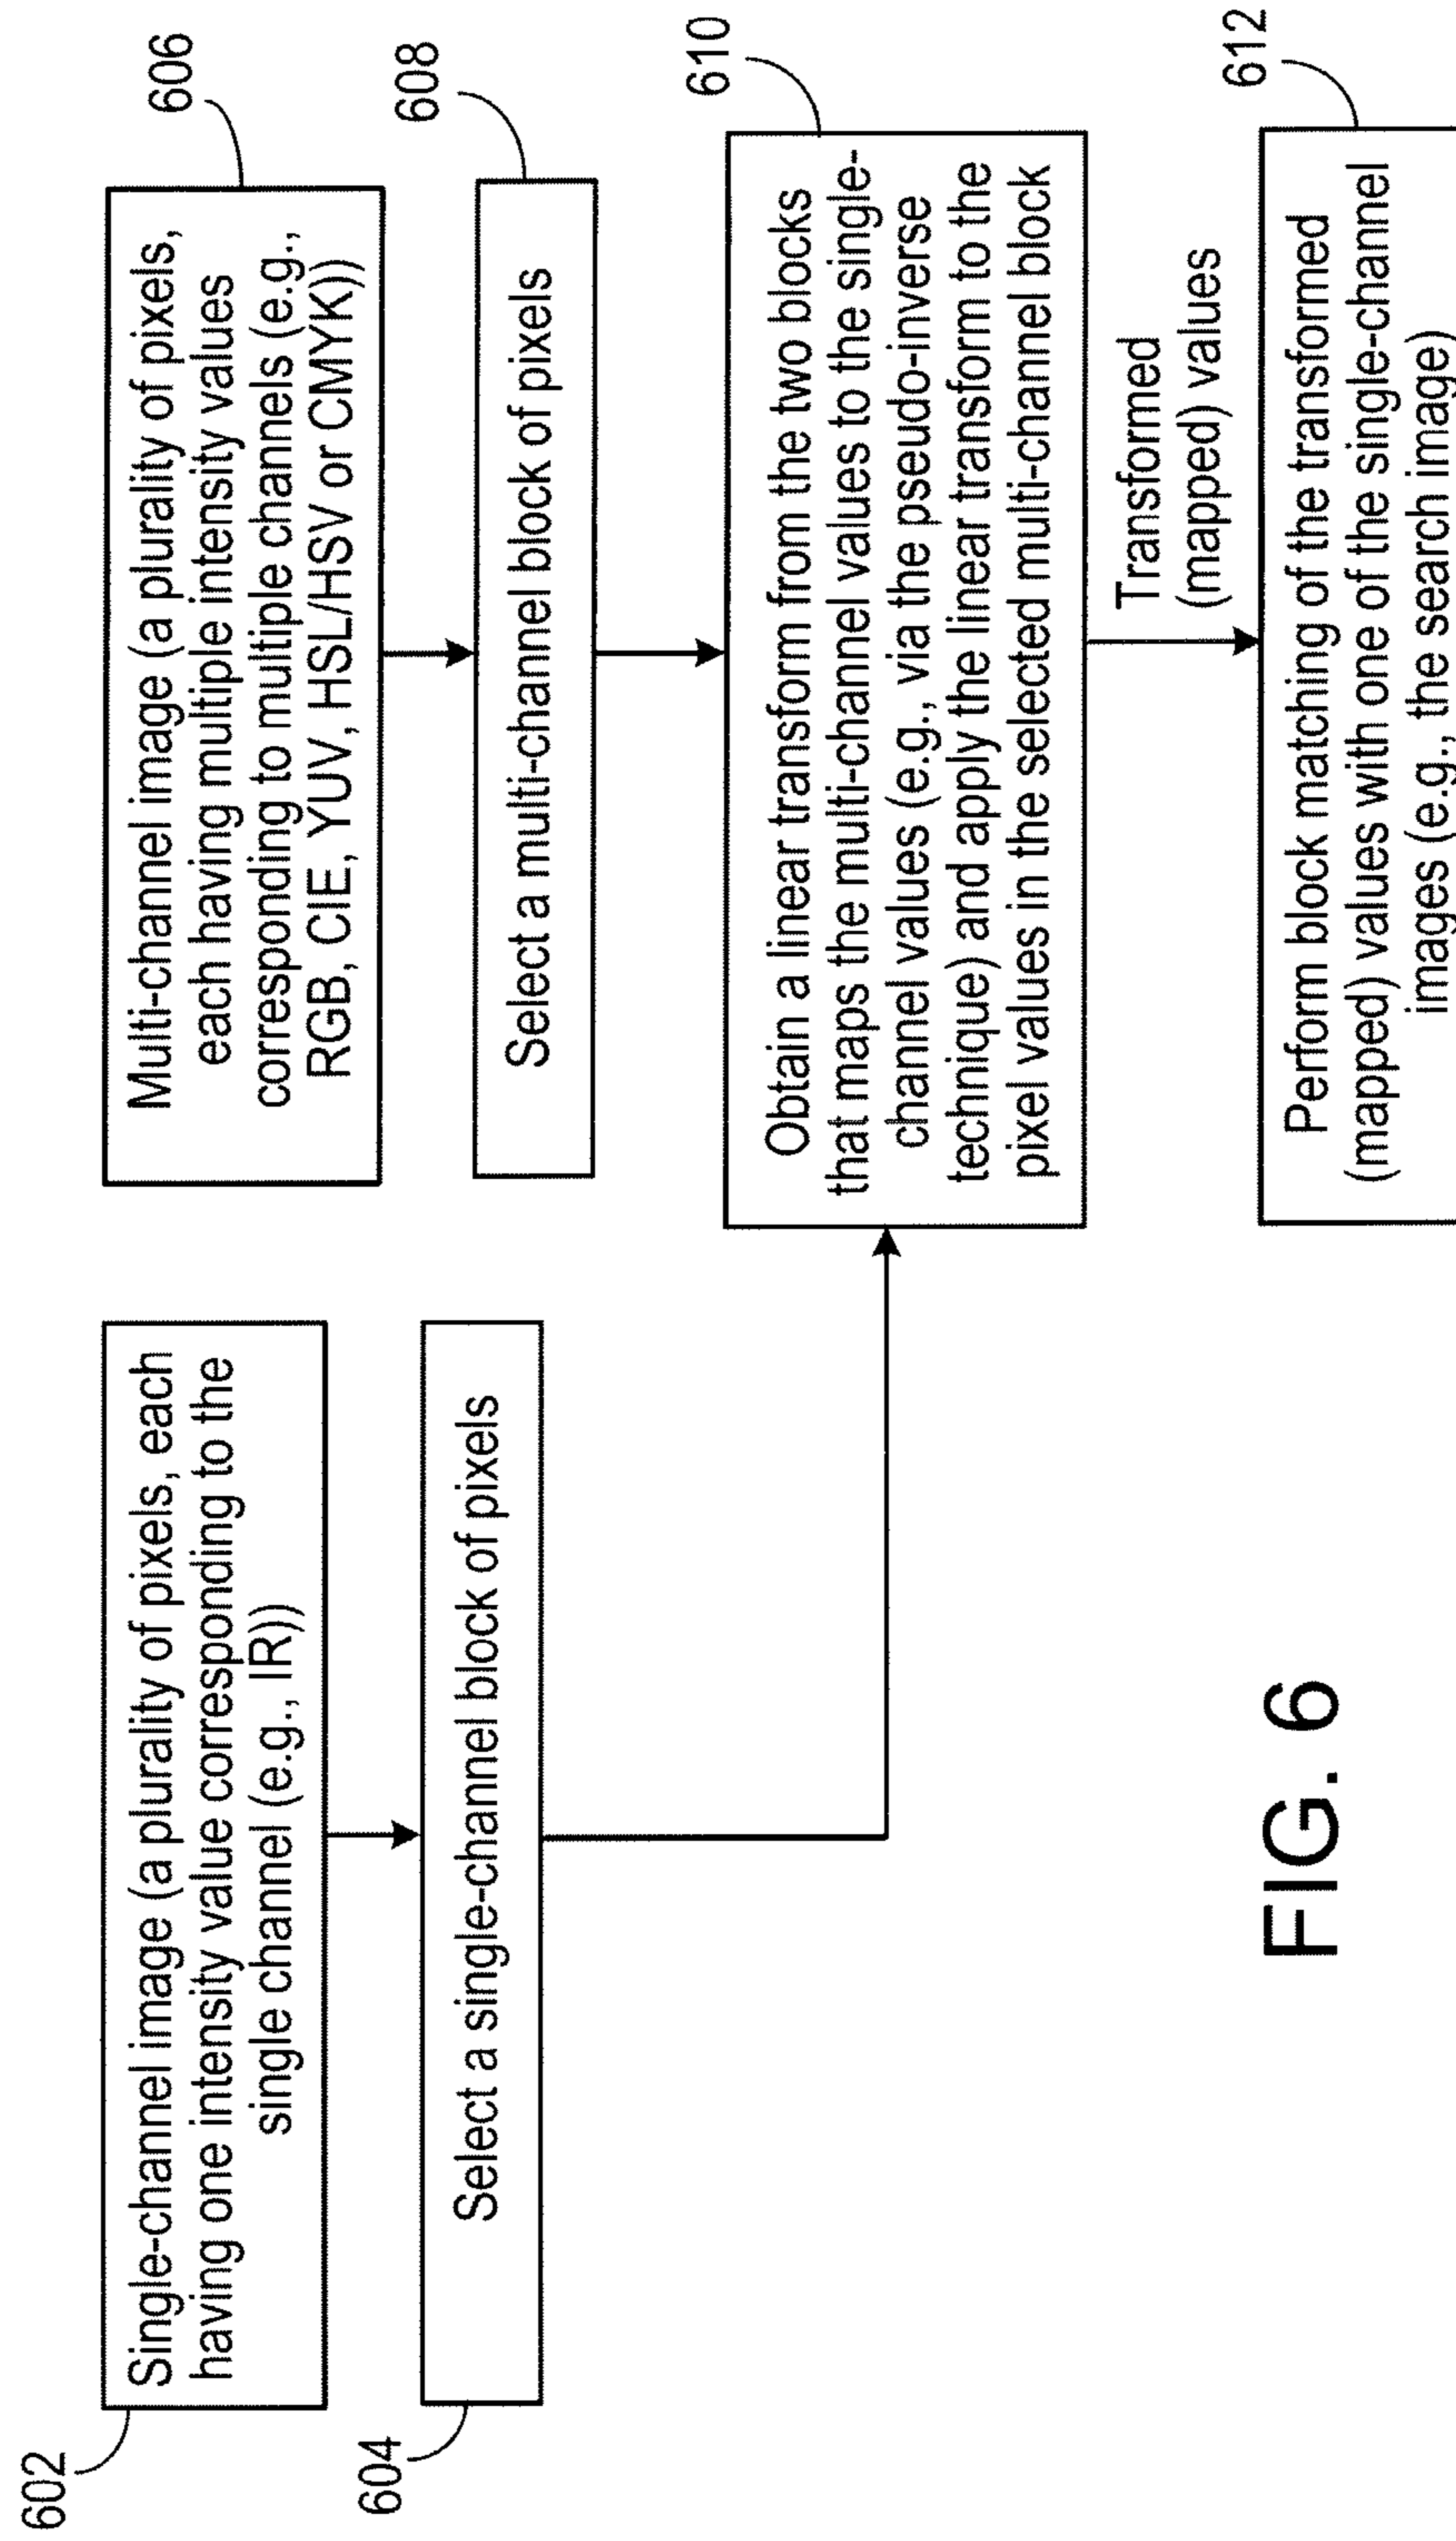 602
Single-channel image (a plurality of pixels, each
having one intensity value corresponding to the
single channel (e.g., IR))
604
Select a single-channel block of pixels
606
Multi-channel image (a plurality of pixels,
each having multiple intensity values
corresponding to multiple channels (e.g.,
RGB, CIE, YUV, HSL/HSV or CMYK))
608
Select a multi-channel block of pixels
610
Obtain a linear transform from the two blocks
that maps the multi-channel values to the single-
channel values (e.g., via the pseudo-inverse
technique) and apply the linear transform to the
pixel values in the selected multi-channel block
Transformed
(mapped) values
612
Perform block matching of the transformed
(mapped) values with one of the single-channel
images (e.g., the search image)
FIG. 6